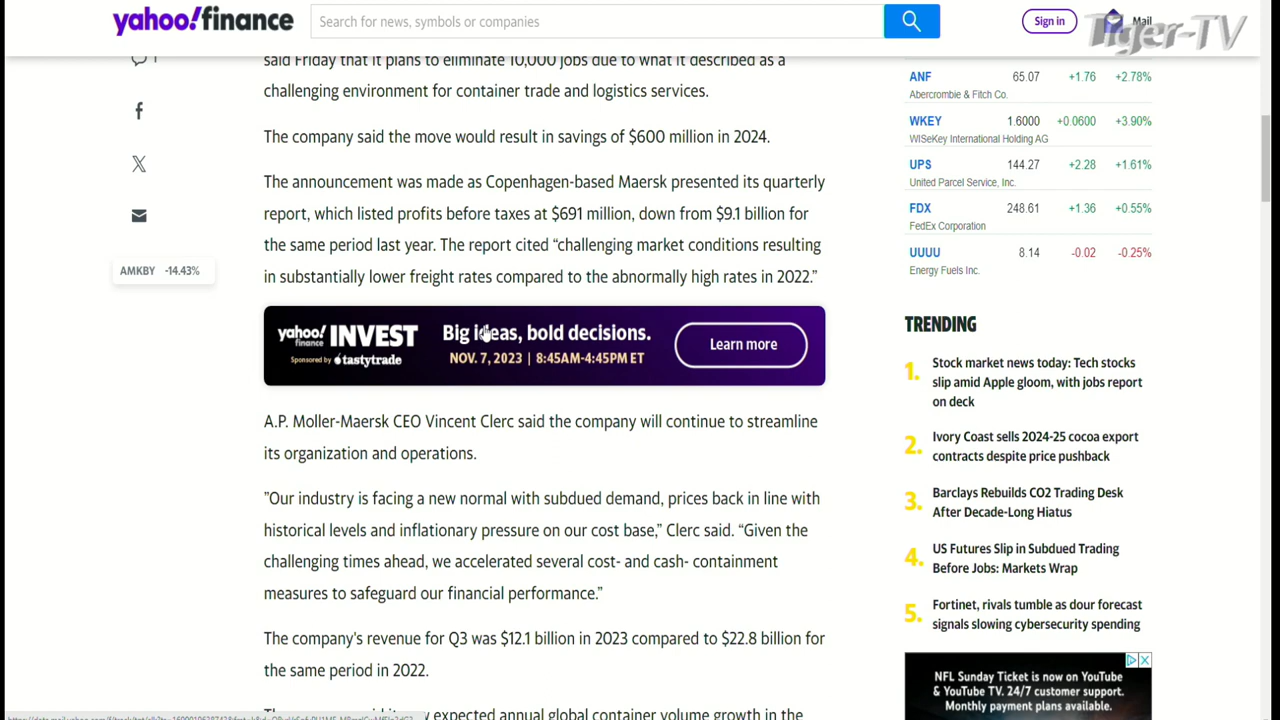 yahoo!finance
Search for news, symbols or companies
Sign in
Mail
Tiger-TV
1
said Friday that it plans to eliminate 10,000 jobs due to what it described as a
challenging environment for container trade and logistics services.
The company said the move would result in savings of $600 million in 2024.
The announcement was made as Copenhagen-based Maersk presented its quarterly
report, which listed profits before taxes at $691 million, down from $9.1 billion for
the same period last year. The report cited “challenging market conditions resulting
in substantially lower freight rates compared to the abnormally high rates in 2022.”
AMKBY -14.43%
yahoo! finance INVEST
Sponsored by tastytrade
Big ideas, bold decisions.
NOV. 7, 2023 | 8:45AM-4:45PM ET
Learn more
A.P. Moller-Maersk CEO Vincent Clerc said the company will continue to streamline
its organization and operations.
”Our industry is facing a new normal with subdued demand, prices back in line with
historical levels and inflationary pressure on our cost base,” Clerc said. “Given the
challenging times ahead, we accelerated several cost- and cash- containment
measures to safeguard our financial performance.”
The company's revenue for Q3 was $12.1 billion in 2023 compared to $22.8 billion for
the same period in 2022.
expected annual global container volume growth in the
ANF 65.07 +1.76 +2.78%
Abercrombie & Fitch Co.
WKEY 1.6000 +0.0600 +3.90%
WISeKey International Holding AG
UPS 144.27 +2.28 +1.61%
United Parcel Service, Inc.
FDX 248.61 +1.36 +0.55%
FedEx Corporation
UUUU 8.14 -0.02 -0.25%
Energy Fuels Inc.
TRENDING
1. Stock market news today: Tech stocks
slip amid Apple gloom, with jobs report
on deck
2. Ivory Coast sells 2024-25 cocoa export
contracts despite price pushback
3. Barclays Rebuilds CO2 Trading Desk
After Decade-Long Hiatus
4. US Futures Slip in Subdued Trading
Before Jobs: Markets Wrap
5. Fortinet, rivals tumble as dour forecast
signals slowing cybersecurity spending
NFL Sunday Ticket is now on YouTube
& YouTube TV. 24/7 customer support.
Monthly payment plans available.